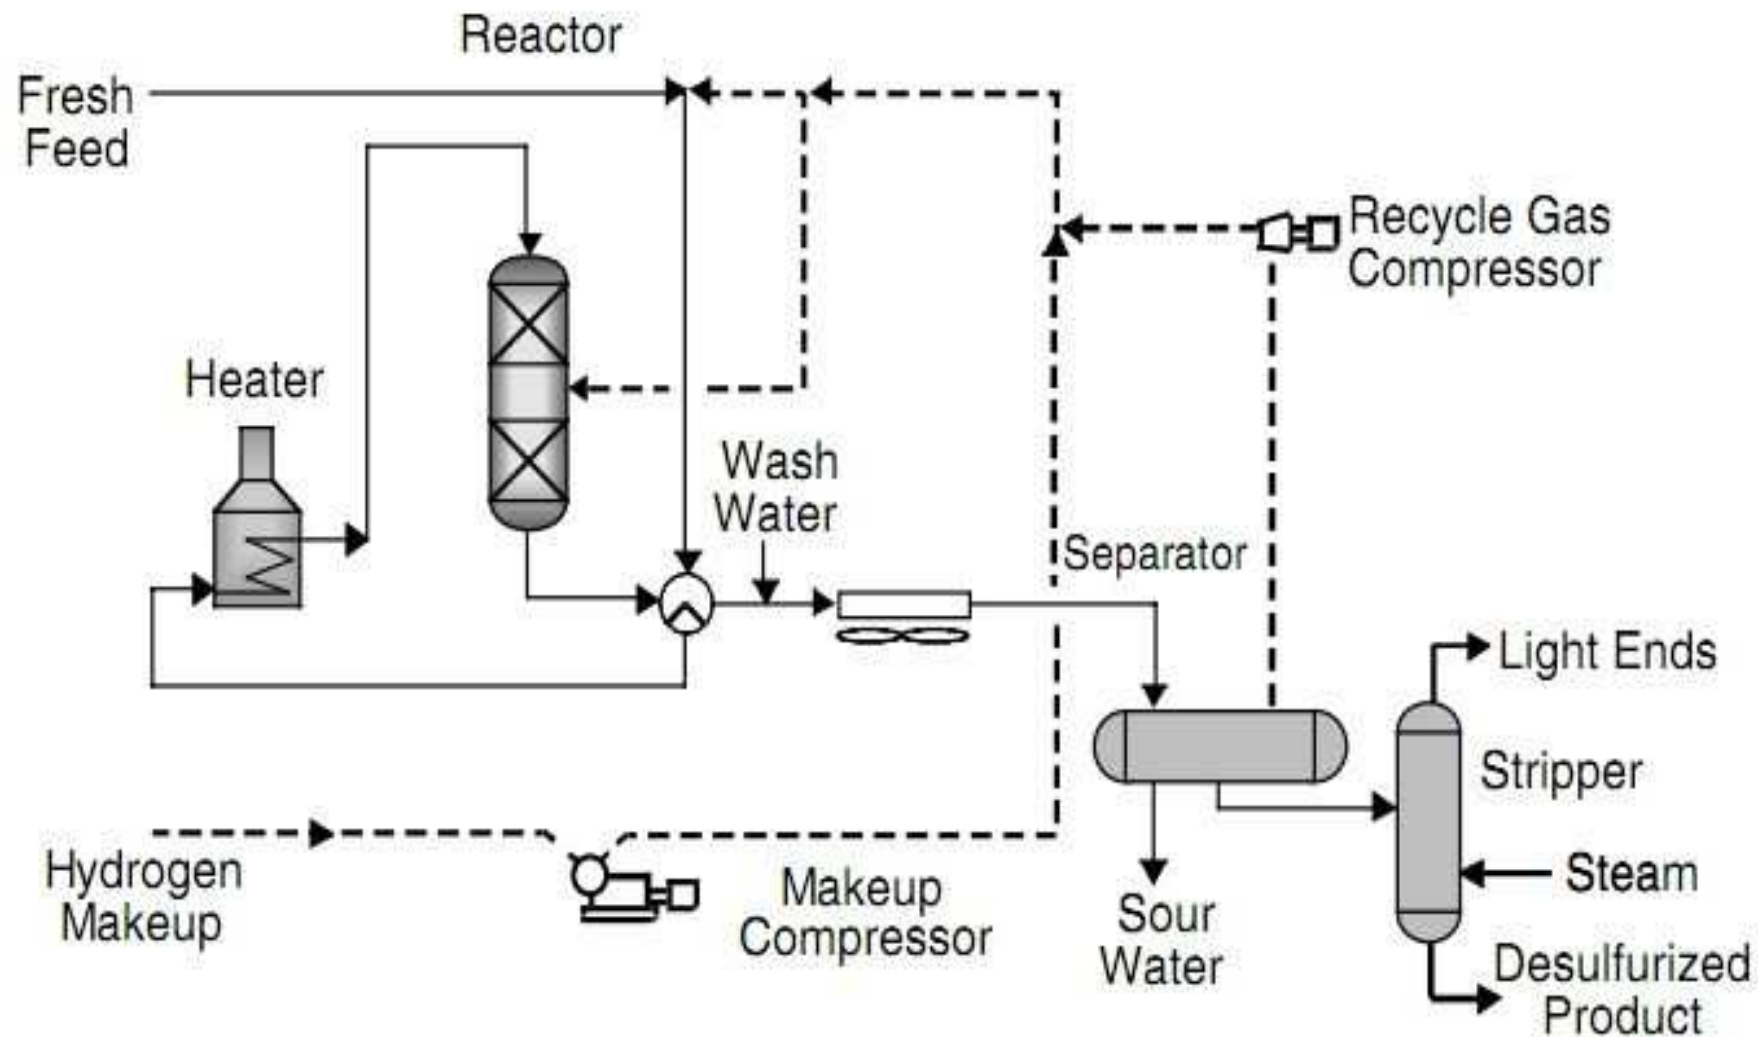 Reactor
Fresh
Feed
Recycle Gas
Compressor
Heater
Wash
Water
Separator
Light Ends
Stripper
Hydrogen
Makeup
Makeup
Compressor
Steam
Sour
Water
Desulfurized
Product